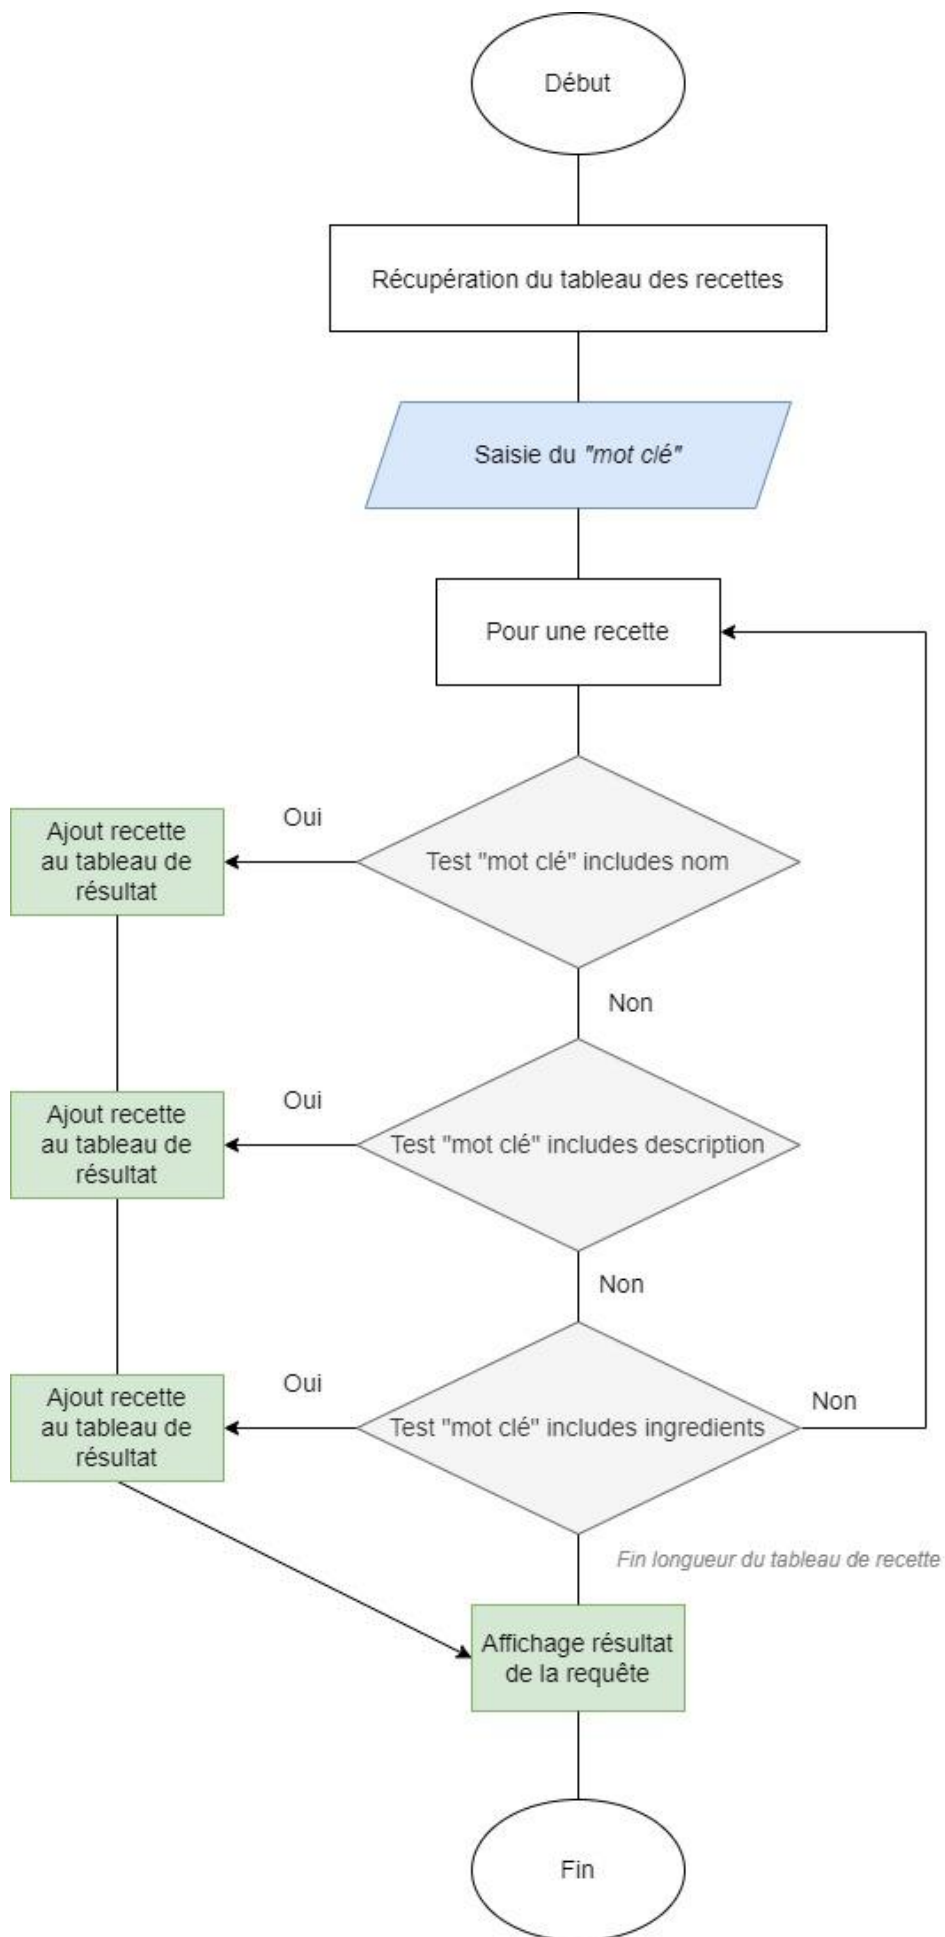 Début
Récupération du tableau des recettes
Saisie du "mot clé"
Pour une recette
Oui
Ajout recette
au tableau de
résultat
Test "mot clé" includes nom
Non
Oui
Ajout recette
au tableau de
résultat
Test "mot clé" includes description
Non
Oui
Ajout recette
au tableau de
résultat
Test "mot clé" includes ingredients
Non
Fin longueur du tableau de recette
Affichage résultat
de la requête
Fin